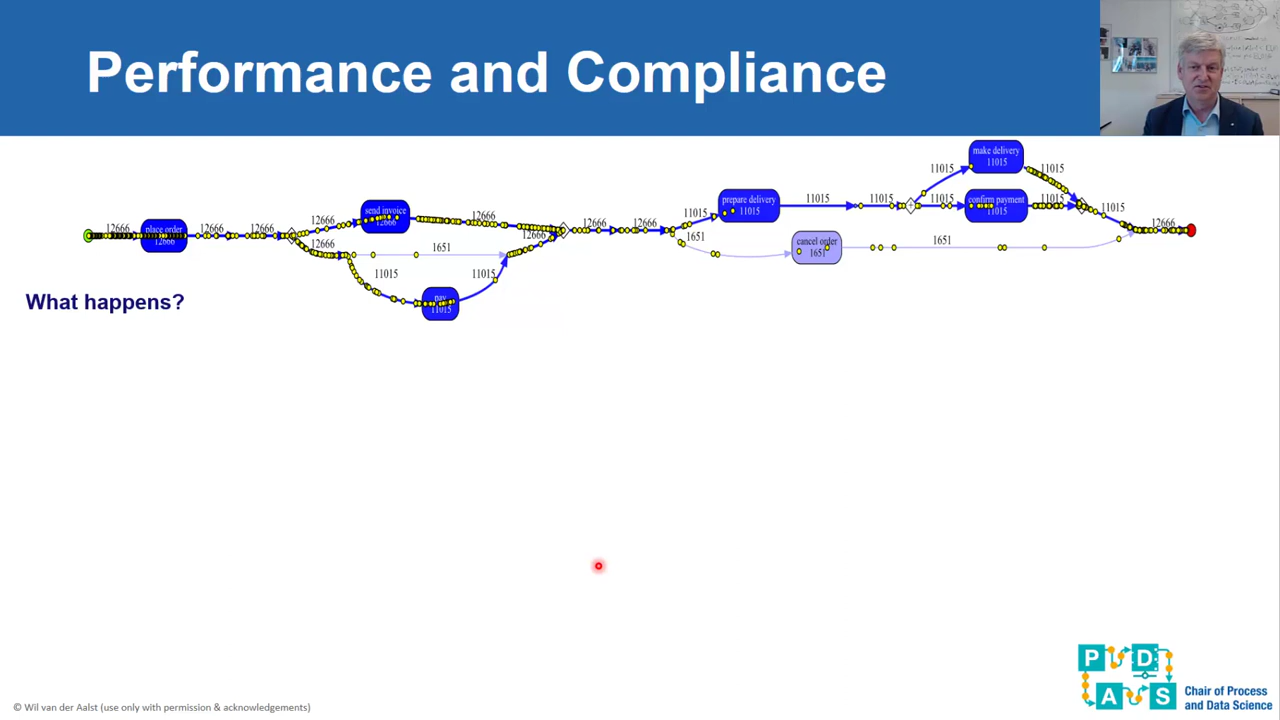 Performance and Compliance
make delivery
11015
11015
11015
prepare delivery
11015
11015
11015
11015
confirm payment
11015
11015
11015
12666
place order
12666
12666
12666
12666
send invoice
12666
12666
12666
12666
12666
11015
12666
12666
1651
1651
cancel order
1651
1651
11015
11015
pay
11015
What happens?
P D
A S
Chair of Process
and Data Science
© Wil van der Aalst (use only with permission & acknowledgements)